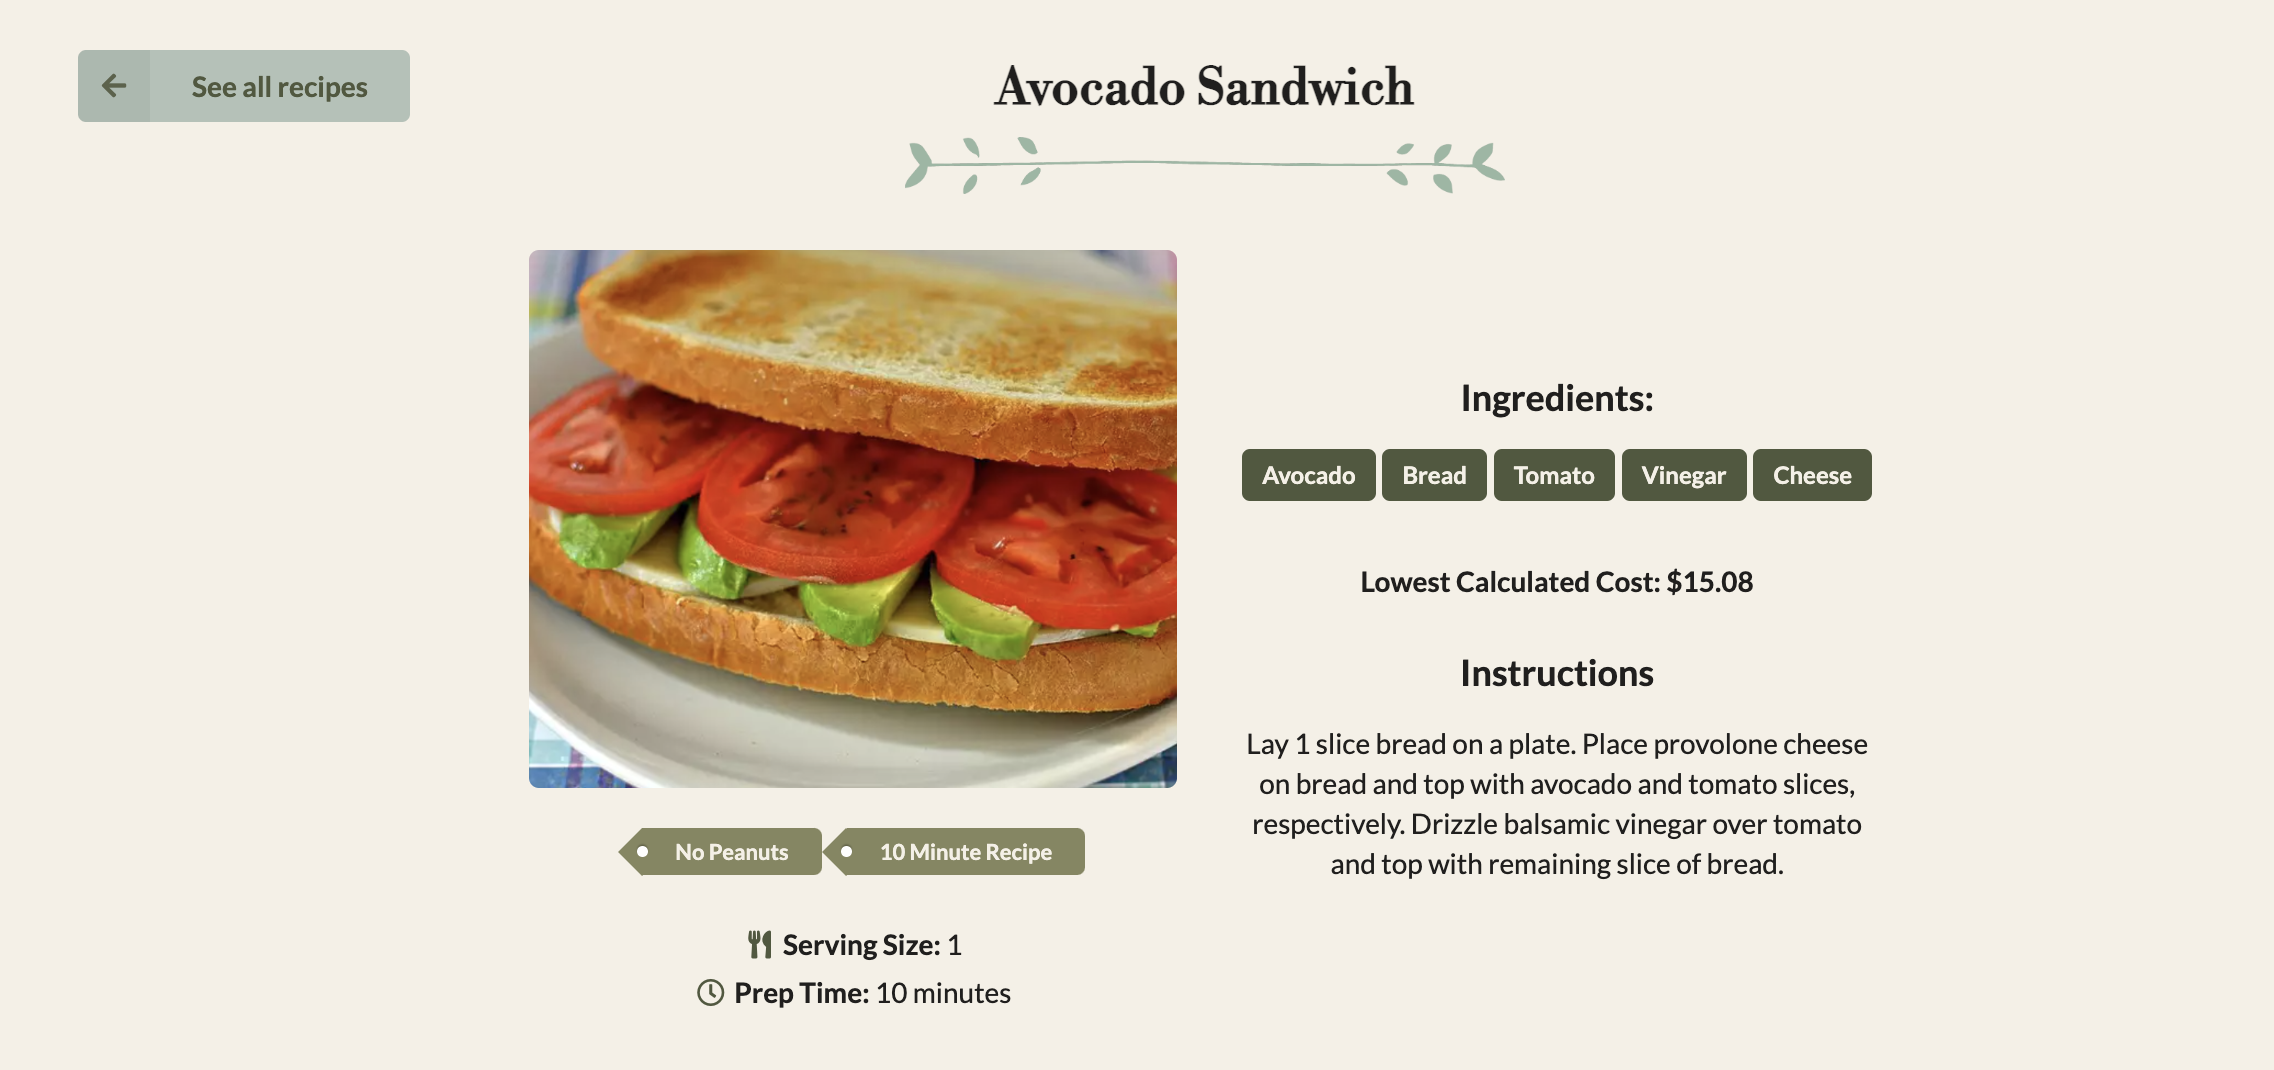 See all recipes
Avocado Sandwich
Ingredients:
Avocado Bread Tomato Vinegar Cheese
Lowest Calculated Cost: $15.08
Instructions
Lay 1 slice bread on a plate. Place provolone cheese
on bread and top with avocado and tomato slices,
respectively. Drizzle balsamic vinegar over tomato
and top with remaining slice of bread.
No Peanuts 10 Minute Recipe
Serving Size: 1
Prep Time: 10 minutes